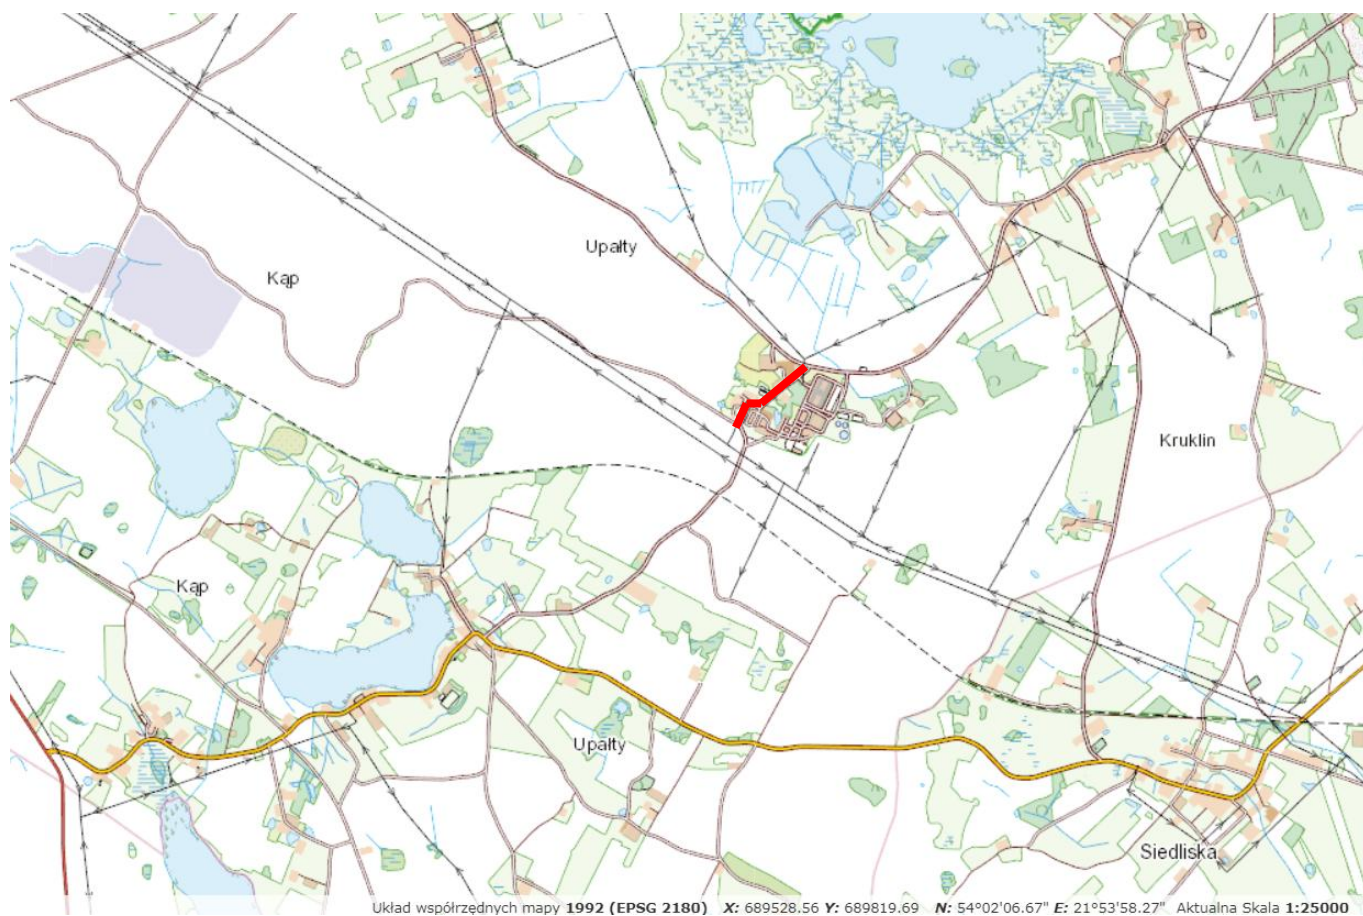 Upałty
Kąp
Kruklin
Kąp
Upałty
Siedliska
Układ współrzędnych mapy 1992 (EPSG 2180) X: 689528.56 Y: 689819.69 N: 54°02'06.67" E: 21°53'58.27" Aktualna Skala 1:25000